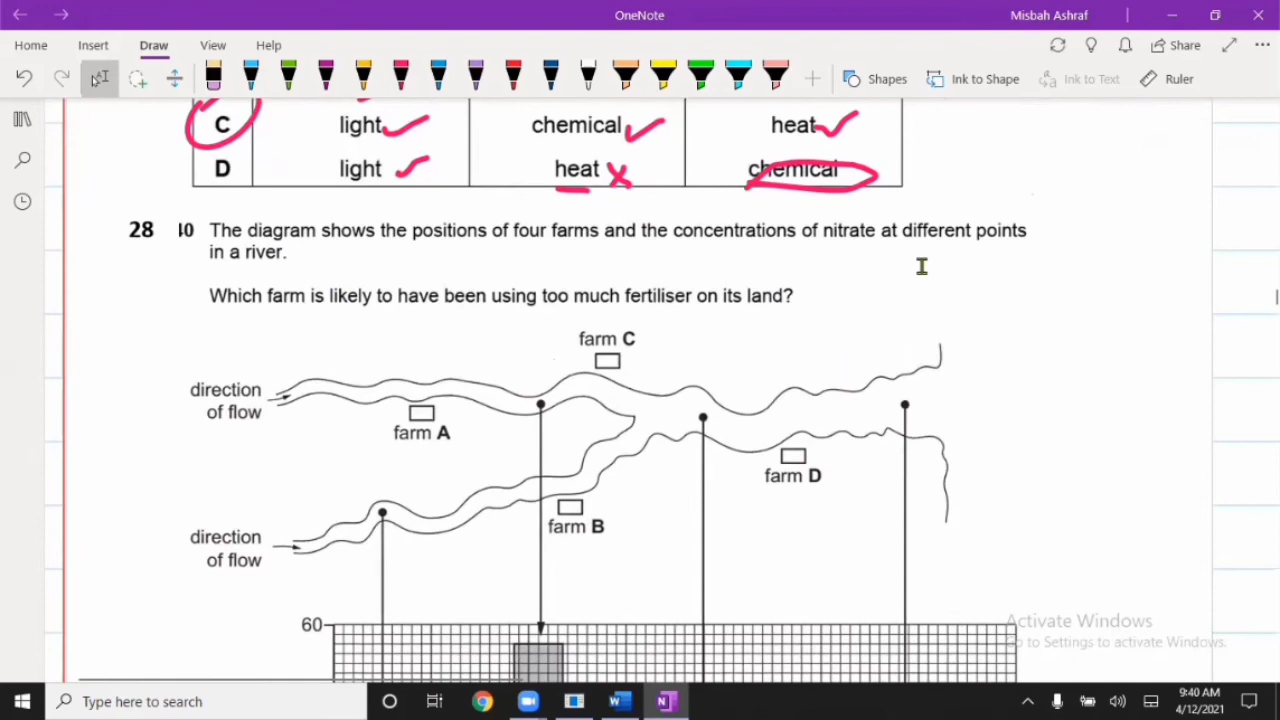 OneNote
Misbah Ashraf
Home Insert Draw View Help
Share
Shapes
Ink to Shape
Ink to Text
Ruler
C light chemical heat
D light heat chemical
28 40 The diagram shows the positions of four farms and the concentrations of nitrate at different points
in a river.
Which farm is likely to have been using too much fertiliser on its land?
farm C
direction
of flow
farm A
farm D
farm B
direction
of flow
60
Activate Windows
Go to Settings to activate Windows.
Type here to search
9:40 AM
4/12/2021